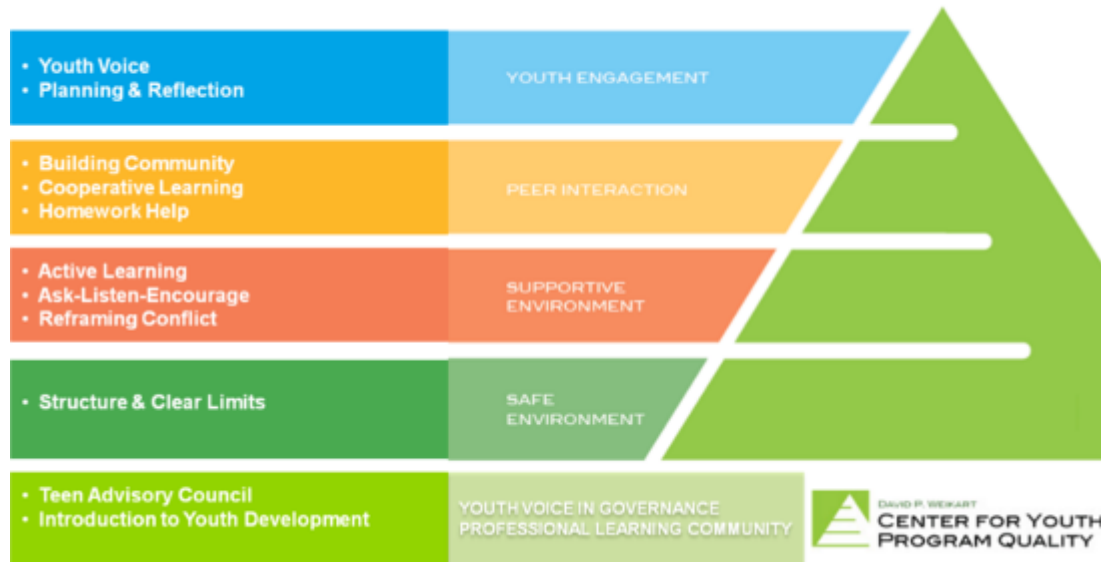 • Youth Voice
• Planning & Reflection
YOUTH ENGAGEMENT
• Building Community
• Cooperative Learning
• Homework Help
PEER INTERACTION
• Active Learning
• Ask-Listen-Encourage
• Reframing Conflict
SUPPORTIVE
ENVIRONMENT
• Structure & Clear Limits
SAFE
ENVIRONMENT
• Teen Advisory Council
• Introduction to Youth Development
YOUTH VOICE IN GOVERNANCE
PROFESSIONAL LEARNING COMMUNITY
DAVID P. WEIKART
CENTER FOR YOUTH
PROGRAM QUALITY